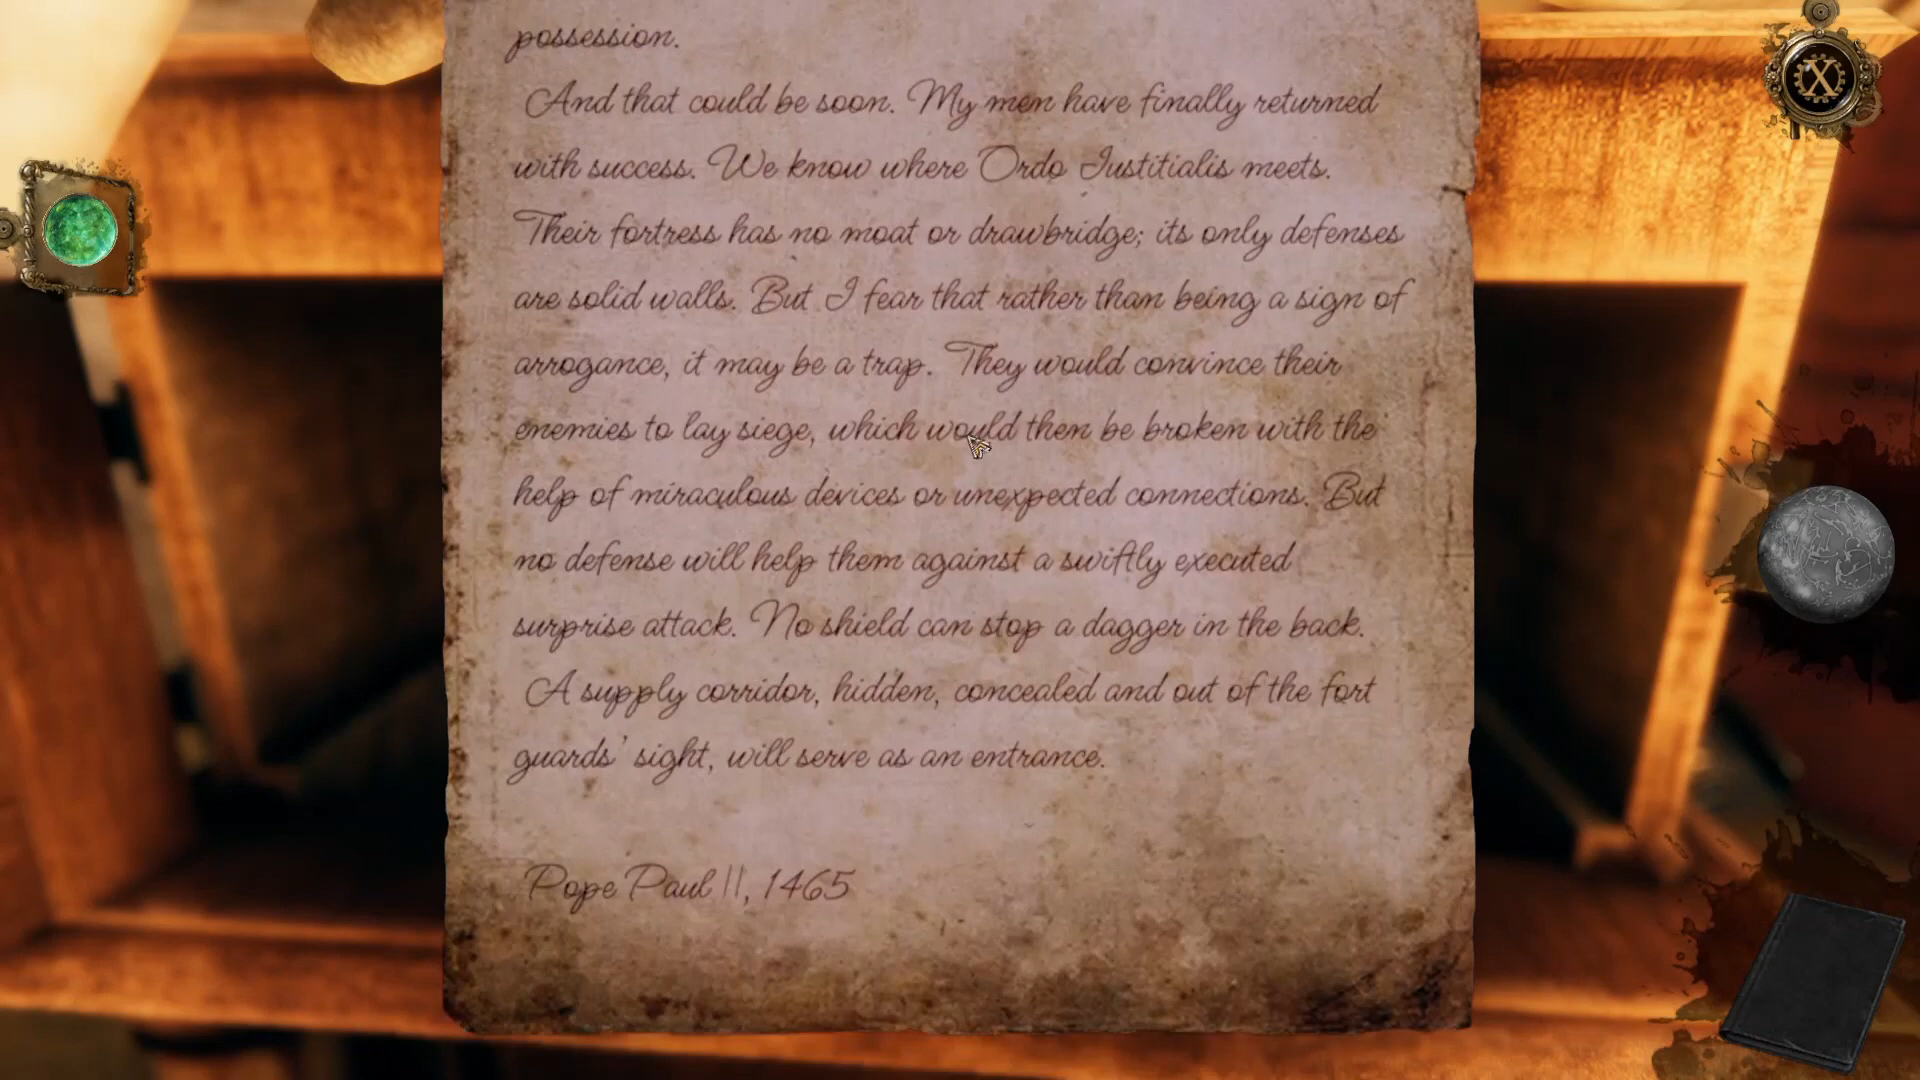 possession.
And that could be soon. My men have finally returned
with success. We know where Ordo Iustitialis meets.
Their fortress has no moat or drawbridge; its only defenses
are solid walls. But I fear that rather than being a sign of
arrogance, it may be a trap. They would convince their
enemies to lay siege, which would then be broken with the
help of miraculous devices or unexpected connections. But
no defense will help them against a swiftly executed
surprise attack. No shield can stop a dagger in the back.
A supply corridor, hidden, concealed and out of the fort
guards' sight, will serve as an entrance.
Pope Paul II, 1465
X